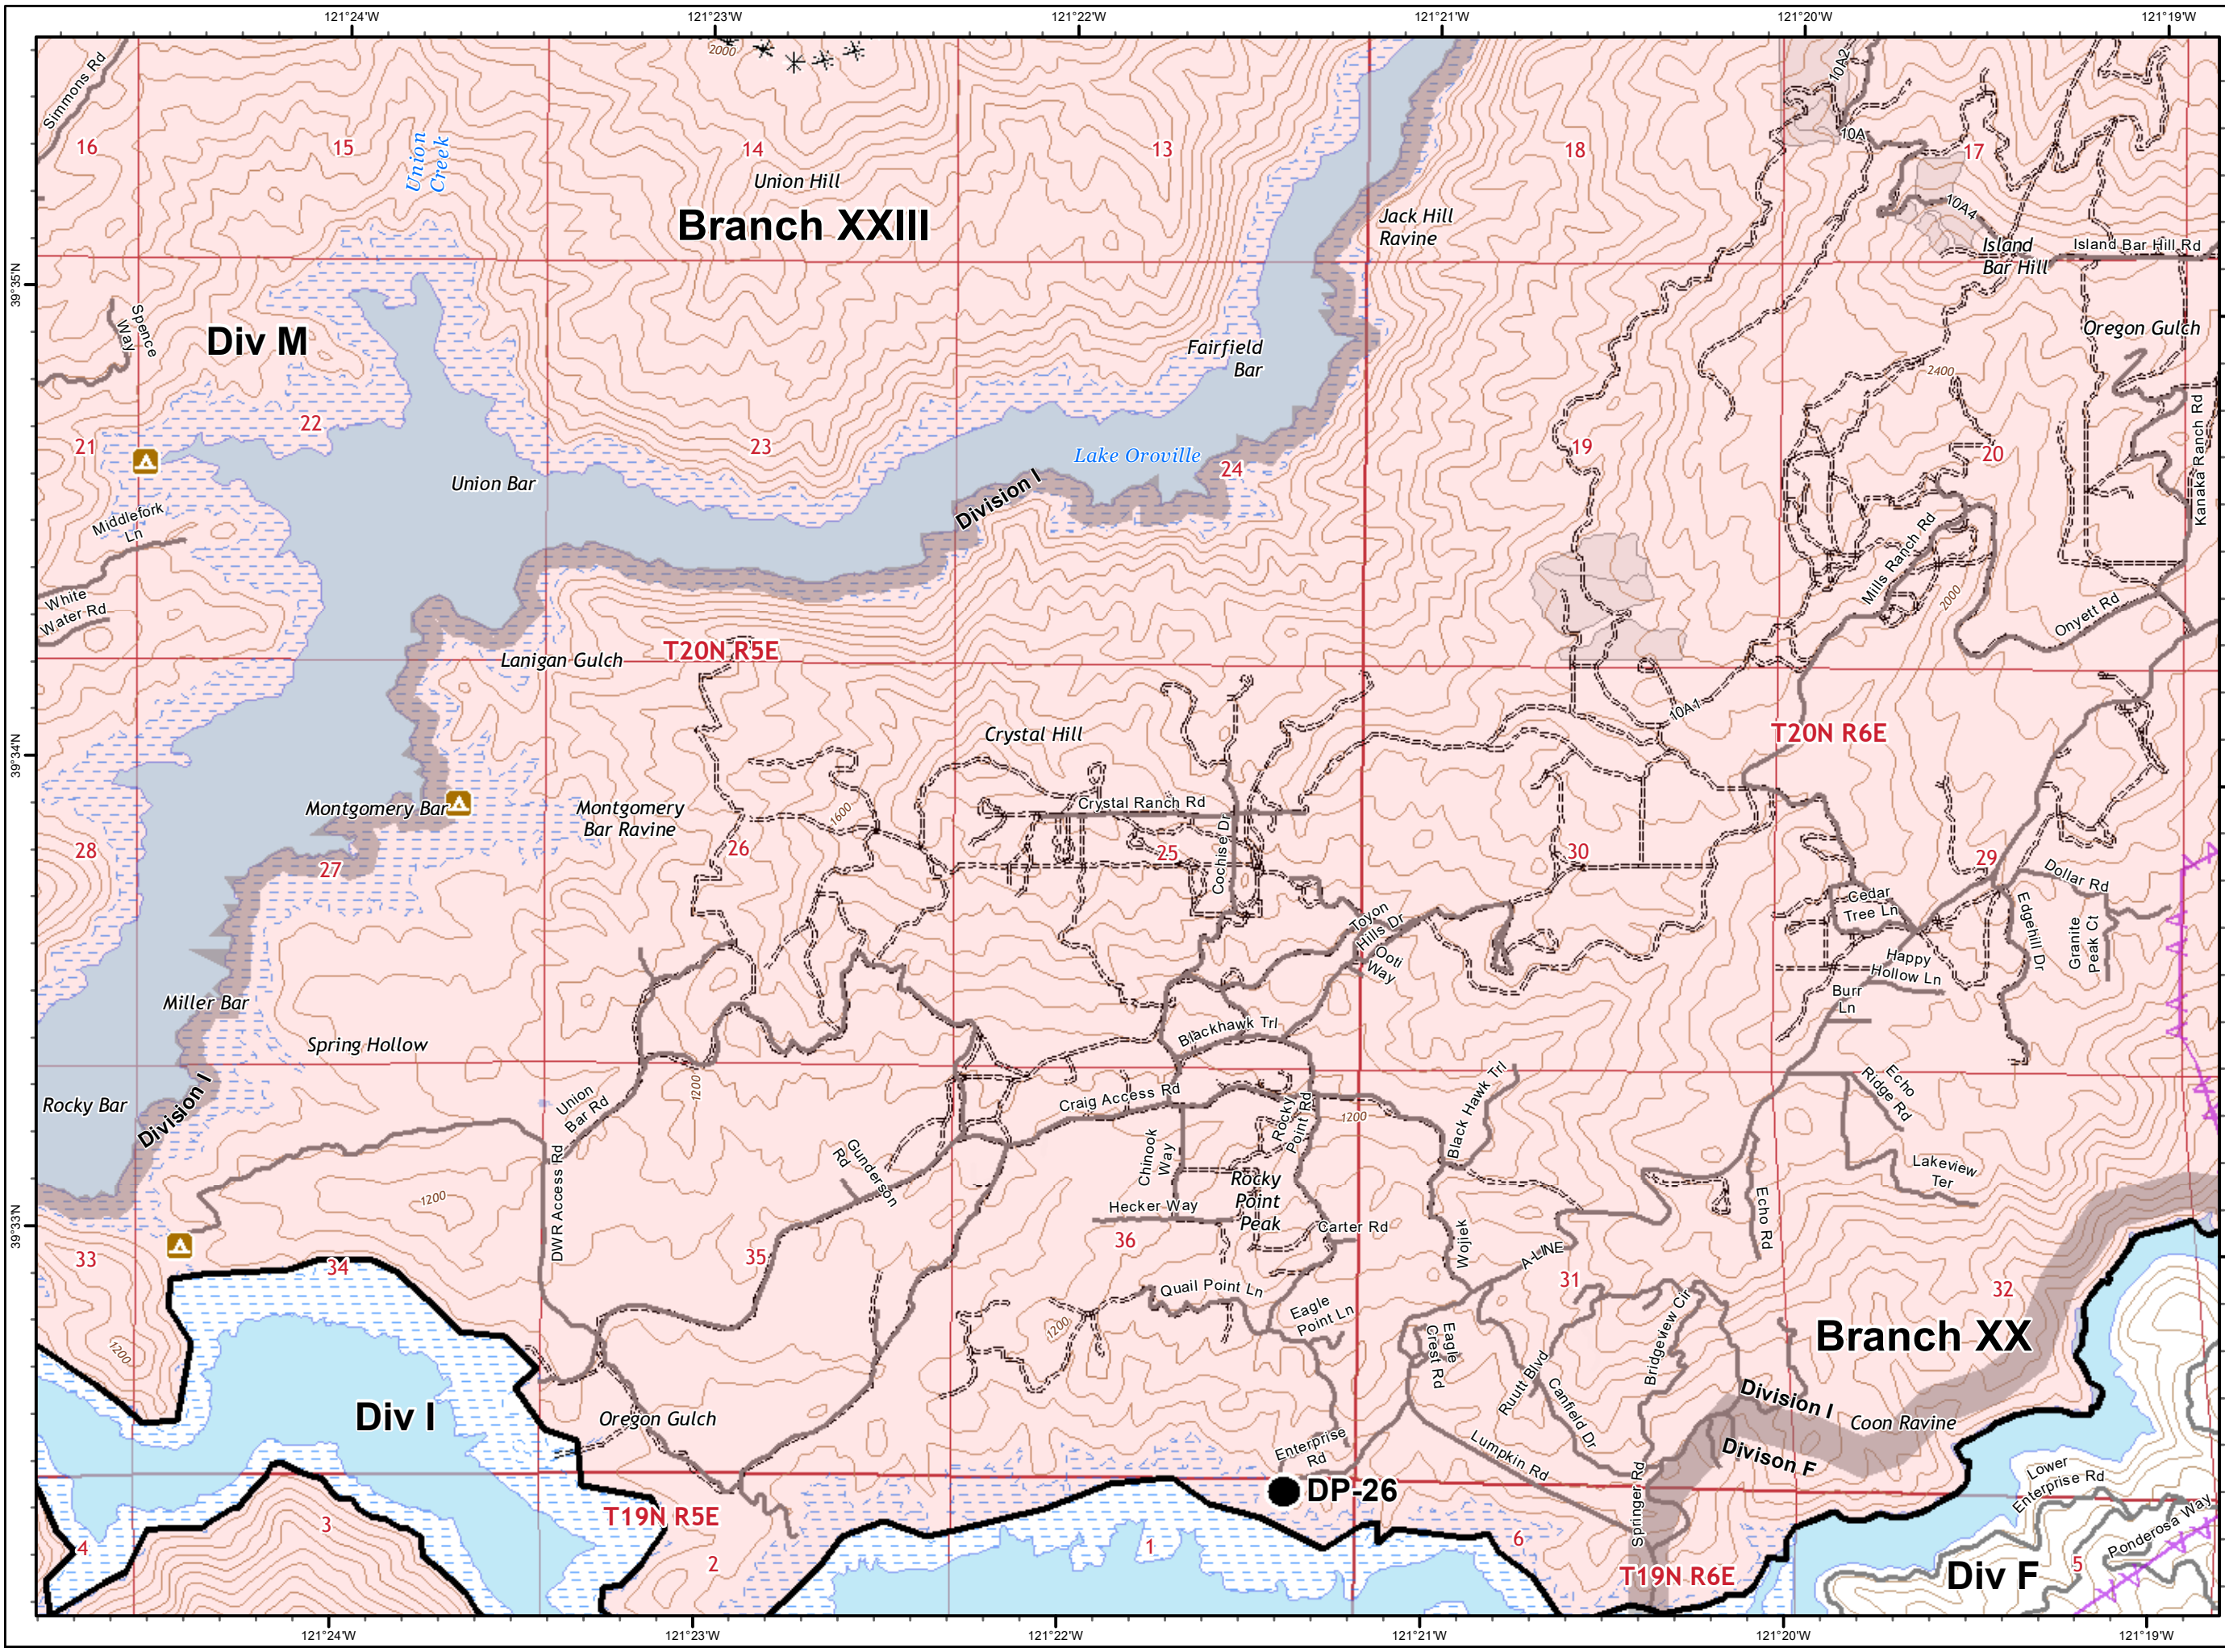 121°24'W
121°23'W
121°22'W
121°21'W
121°20'W
121°19'W
Simmons Rd
2000
10A2
10A
16
15
14
13
18
17
Union
Creek
Union Hill
Branch XXIII
Jack Hill
Ravine
10A4
Island
Bar Hill
Island Bar Hill Rd
39°35'N
Spence
Way
Div M
Fairfield
Bar
Oregon Gulch
2400
Kanaka Ranch Rd
21
22
23
Lake Oroville
24
19
20
Union Bar
Division I
Middlefork
Ln
Mills Ranch Rd
2000
White
Water Rd
Onyett Rd
Lanigan Gulch
T20N R5E
10A1
T20N R6E
39°34'N
Crystal Hill
Montgomery Bar
Montgomery
Bar Ravine
1600
Crystal Ranch Rd
Cochise Dr
28
27
26
25
30
29
Dollar Rd
Cedar
Tree Ln
Edgehill Dr
Granite
Peak Ct
Toyon
Hills Dr
Ooti
Way
Happy
Hollow Ln
Burr
Ln
Miller Bar
Spring Hollow
Blackhawk Trl
1200
Rocky Bar
Division I
Union
Bar Rd
Craig Access Rd
Rocky
Point Rd
1200
Black Hawk Trl
Echo
Ridge Rd
DWR Access Rd
Gunderson
Rd
Chinook
Way
Rocky
Point
Peak
Lakeview
Ter
1200
Hecker Way
Carter Rd
Wojek
Echo Rd
39°33'N
33
34
35
36
A-LINE
31
32
Quail Point Ln
Eagle
Point Ln
1200
1200
Eagle
Crest Rd
Ruutt Blvd
Canfield Dr
Bridgeview Cir
Branch XX
Division I
Coon Ravine
Divison F
Div I
Oregon Gulch
Enterprise
Rd
Lumpkin Rd
Springer Rd
Lower
Enterprise Rd
DP-26
T19N R5E
Ponderosa Way
4
3
2
1
6
T19N R6E
Div F
5
121°24'W
121°23'W
121°22'W
121°21'W
121°20'W
121°19'W